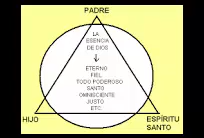 PADRE
LA
ESENCIA
DE DIOS
ETERNO
FIEL
TODO PODEROSO
SANTO
OMNISCIENTE
JUSTO
ETC.
HIJO
ESPÍRITU
SANTO